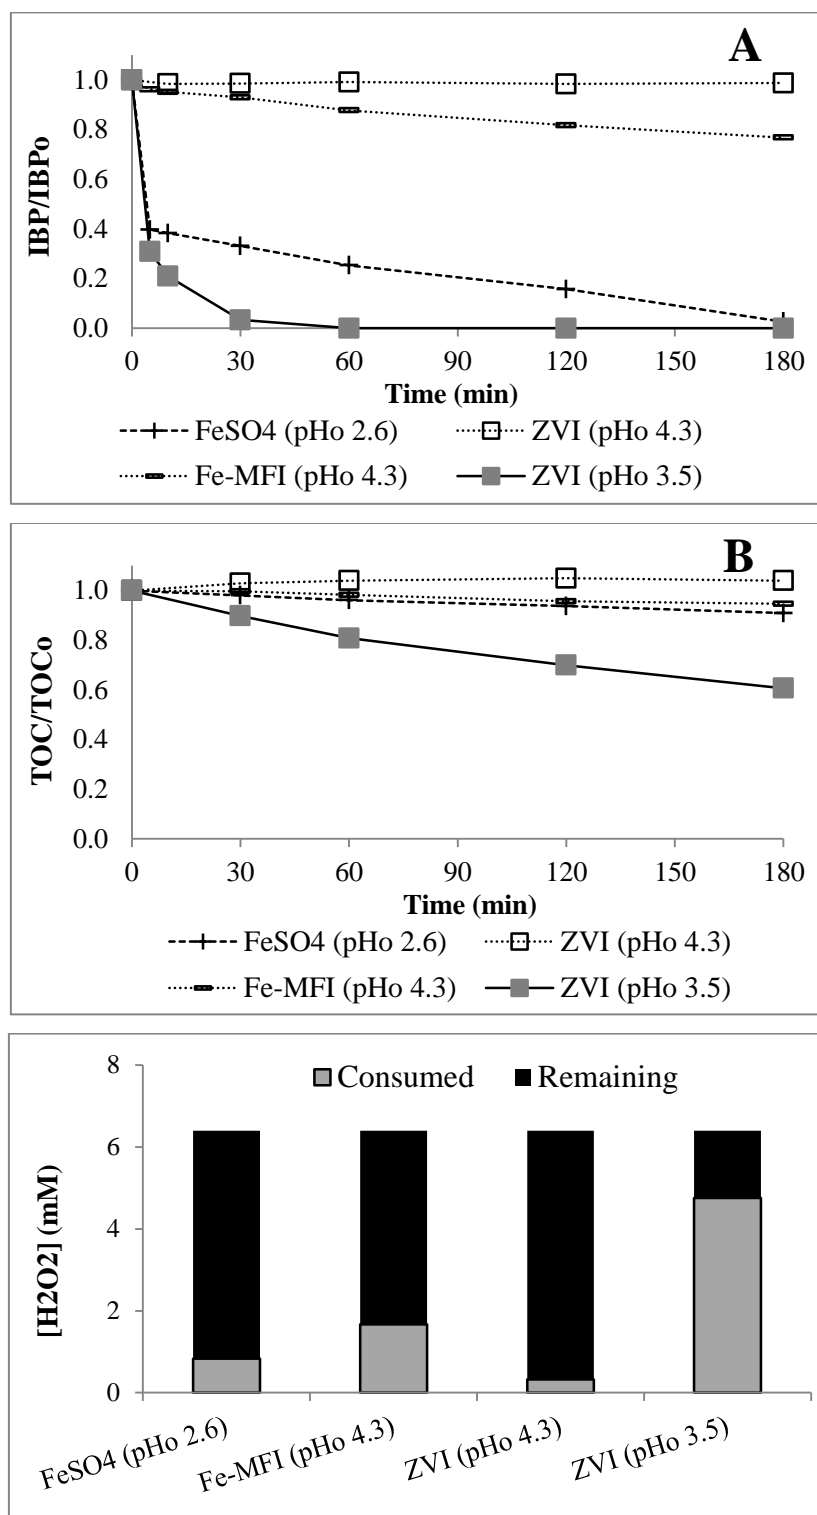 A
1.0
0.8
0.6
0.4
0.2
0.0
IBP/IBPo
0 30 60 90 120 150 180
Time (min)
FeSO4 (pHo 2.6) ZVI (pHo 4.3)
Fe-MFI (pHo 4.3) ZVI (pHo 3.5)
B
1.0
0.8
0.6
0.4
0.2
0.0
TOC/TOCo
0 30 60 90 120 150 180
Time (min)
FeSO4 (pHo 2.6) ZVI (pHo 4.3)
Fe-MFI (pHo 4.3) ZVI (pHo 3.5)
Consumed Remaining
8
6
4
2
0
[H2O2] (mM)
FeSO4 (pHo 2.6) Fe-MFI (pHo 4.3) ZVI (pHo 4.3) ZVI (pHo 3.5)